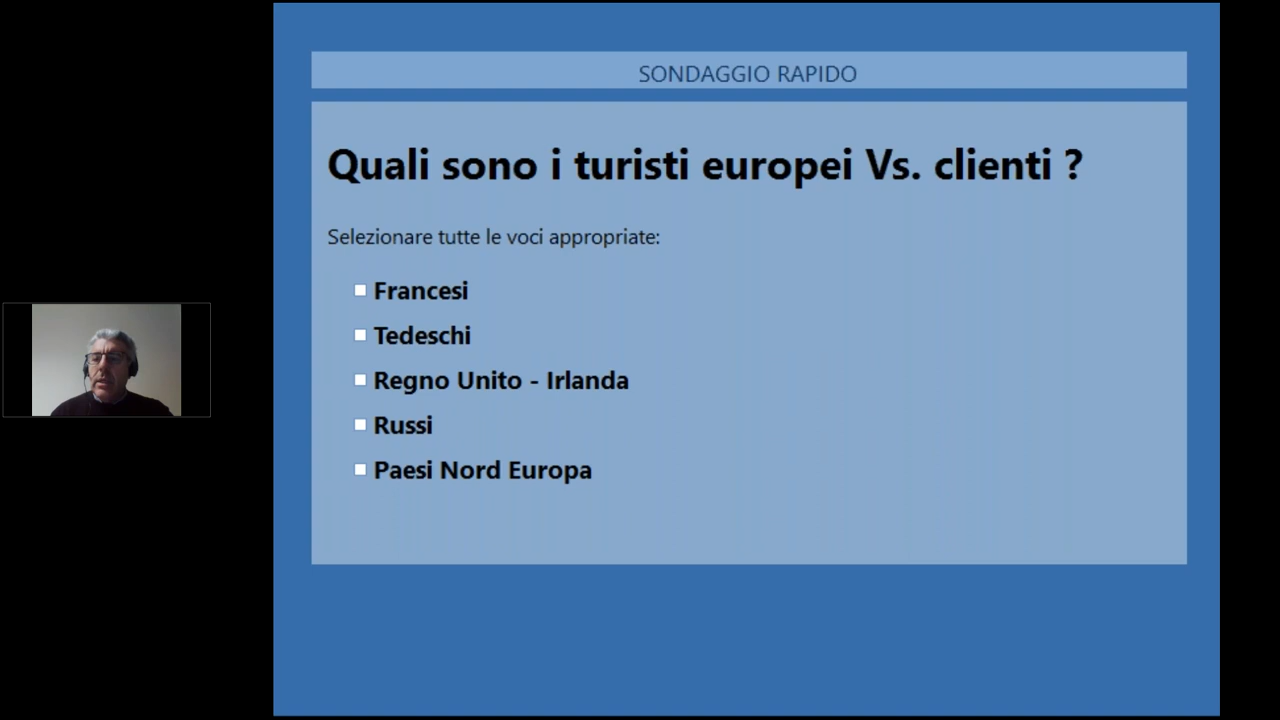 SONDAGGIO RAPIDO
Quali sono i turisti europei Vs. clienti ?
Selezionare tutte le voci appropriate:
Francesi
Tedeschi
Regno Unito - Irlanda
Russi
Paesi Nord Europa